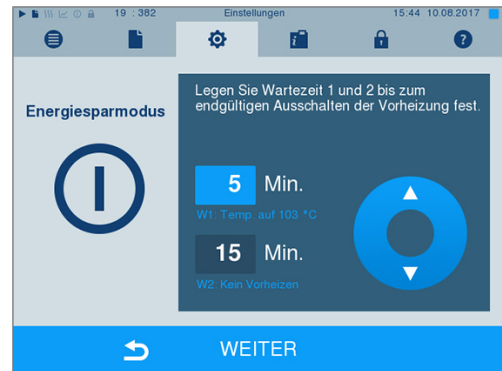 19 : 382 Einstellungen 15:44 10.08.2017
Energiesparmodus
Legen Sie Wartezeit 1 und 2 bis zum
endgültigen Ausschalten der Vorheizung fest.
5 Min.
W1: Temp. auf 103 °C
15 Min.
W2: Kein Vorheizen
WEITER